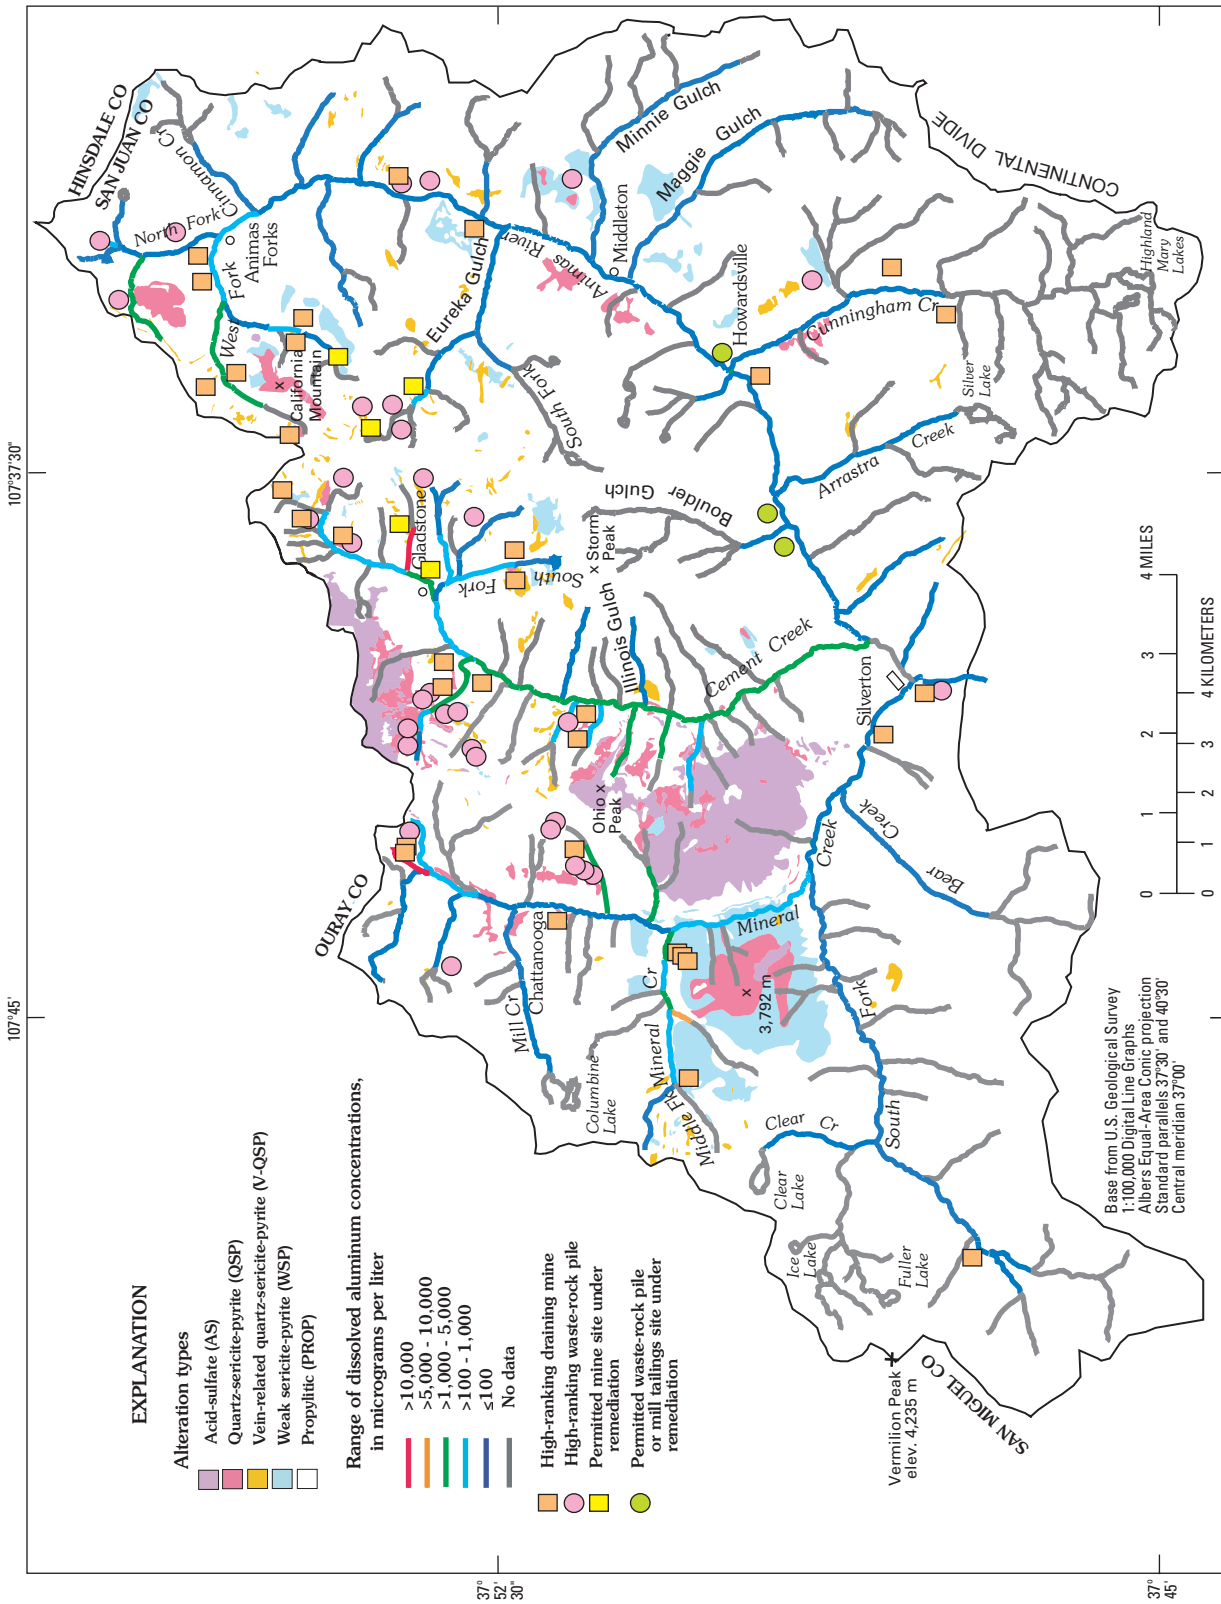 EXPLANATION
Alteration types
Acid-sulfate (AS)
Quartz-sericite-pyrite (QSP)
Vein-related quartz-sericite-pyrite (V-QSP)
Weak sericite-pyrite (WSP)
Propylitic (PROP)
Range of dissolved aluminum concentrations,
in micrograms per liter
>10,000
>5,000 - 10,000
>1,000 - 5,000
>100 - 1,000
≤100
No data
High-ranking draining mine
High-ranking waste-rock pile
Permitted mine site under
remediation
Permitted waste-rock pile
or mill tailings site under
remediation
107°45'
107°37'30"
37°
52'
30"
37°
45'
OURAY CO
HINSDALE CO
SAN JUAN CO
SAN MIGUEL CO
CONTINENTAL DIVIDE
Cinnamon Cr
North Fork
Animas
Forks
West
Fork
California
Mountain
x
Eureka Gulch
South Fork
Animas
River
Middleton
Minnie Gulch
Maggie Gulch
Howardsville
Cunningham Cr
Highland
Mary
Lakes
Silver
Lake
Arrastra
Creek
Boulder
Gulch
x Storm
Peak
Gladstone
South
Fork
Illinois Gulch
Cement Creek
Silverton
Ohio x
Peak
Chattanooga
Mill Cr
Columbine
Lake
Middle Fk
Mineral
Cr
Mineral
Creek
x
3,792 m
Bear
Creek
South
Fork
Clear
Cr
Clear
Lake
Ice
Lake
Fuller
Lake
Vermilion Peak
elev. 4,235 m
0 1 2 3 4 MILES
0 1 2 3 4 KILOMETERS
Base from U.S. Geological Survey
1:100,000 Digital Line Graphs
Albers Equal-Area Conic projection
Standard parallels 37°30' and 40°30'
Central meridian 37°00'